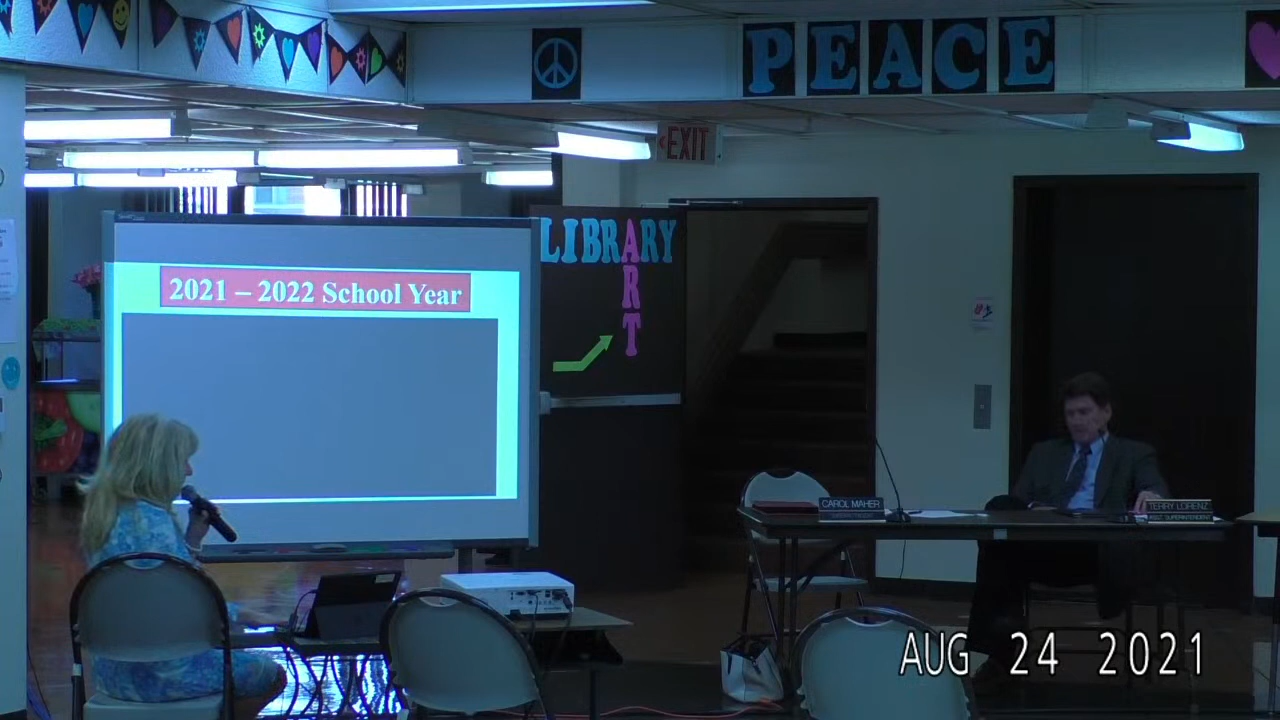 PEACE
EXIT
LIBRARY
ART
2021 – 2022 School Year
CAROL MAHER
TERRY LORENZ
AUG 24 2021